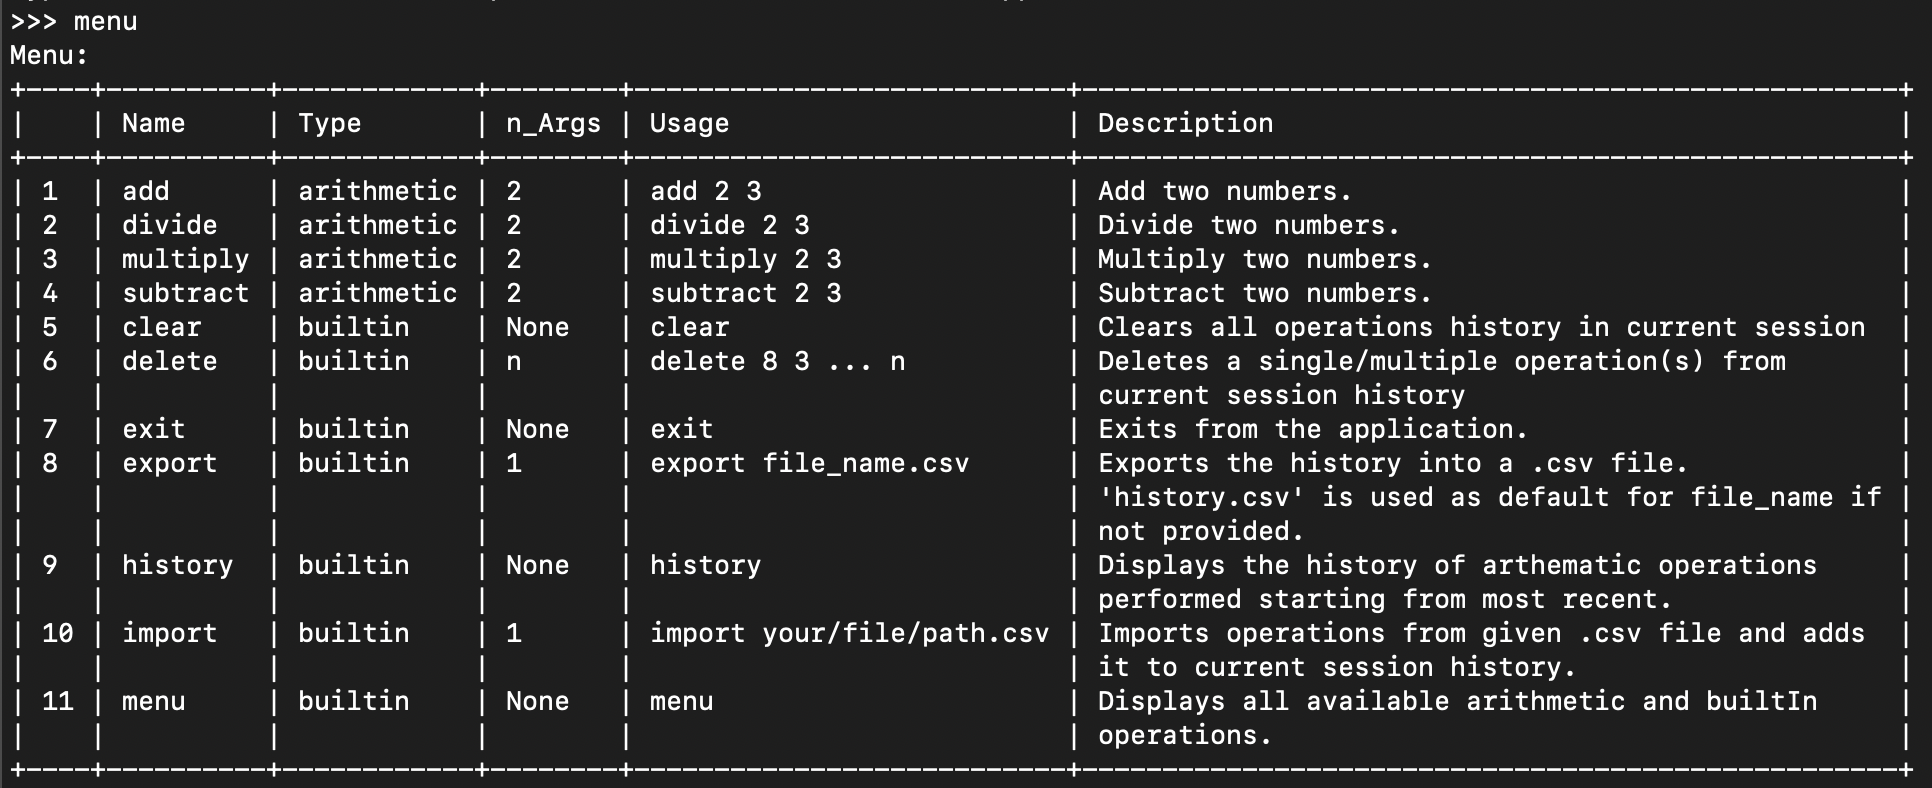 >>> menu
Menu:
+----+----------+------------+--------+---------------------------+---------------------------------------------------+
|    | Name     | Type       | n_Args | Usage                     | Description                                       |
+----+----------+------------+--------+---------------------------+---------------------------------------------------+
| 1  | add      | arithmetic | 2      | add 2 3                   | Add two numbers.                                  |
| 2  | divide   | arithmetic | 2      | divide 2 3                | Divide two numbers.                               |
| 3  | multiply | arithmetic | 2      | multiply 2 3              | Multiply two numbers.                             |
| 4  | subtract | arithmetic | 2      | subtract 2 3              | Subtract two numbers.                             |
| 5  | clear    | builtin    | None   | clear                     | Clears all operations history in current session  |
| 6  | delete   | builtin    | n      | delete 8 3 ... n          | Deletes a single/multiple operation(s) from       |
|    |          |            |        |                           | current session history                           |
| 7  | exit     | builtin    | None   | exit                      | Exits from the application.                       |
| 8  | export   | builtin    | 1      | export file_name.csv      | Exports the history into a .csv file.             |
|    |          |            |        |                           | 'history.csv' is used as default for file_name if |
|    |          |            |        |                           | not provided.                                     |
| 9  | history  | builtin    | None   | history                   | Displays the history of arthematic operations     |
|    |          |            |        |                           | performed starting from most recent.              |
| 10 | import   | builtin    | 1      | import your/file/path.csv | Imports operations from given .csv file and adds  |
|    |          |            |        |                           | it to current session history.                    |
| 11 | menu     | builtin    | None   | menu                      | Displays all available arithmetic and builtIn     |
|    |          |            |        |                           | operations.                                       |
+----+----------+------------+--------+---------------------------+---------------------------------------------------+